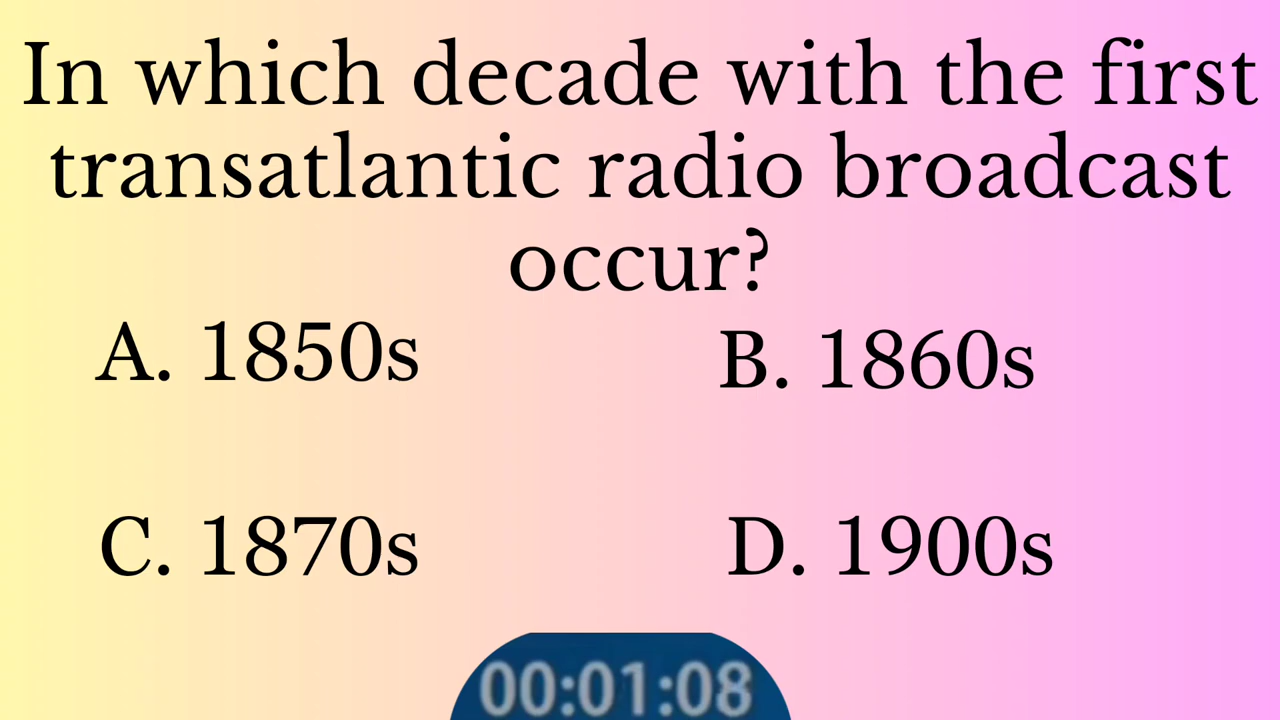 In which decade with the first
transatlantic radio broadcast
occur?
A. 1850s
B. 1860s
C. 1870s
D. 1900s
00:01:08